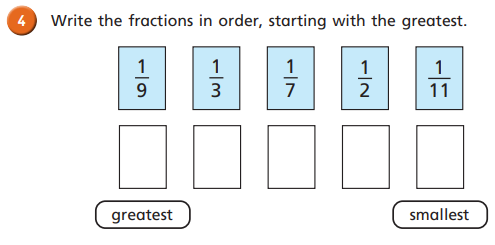 4 Write the fractions in order, starting with the greatest.
1/9 1/3 1/7 1/2 1/11
greatest smallest